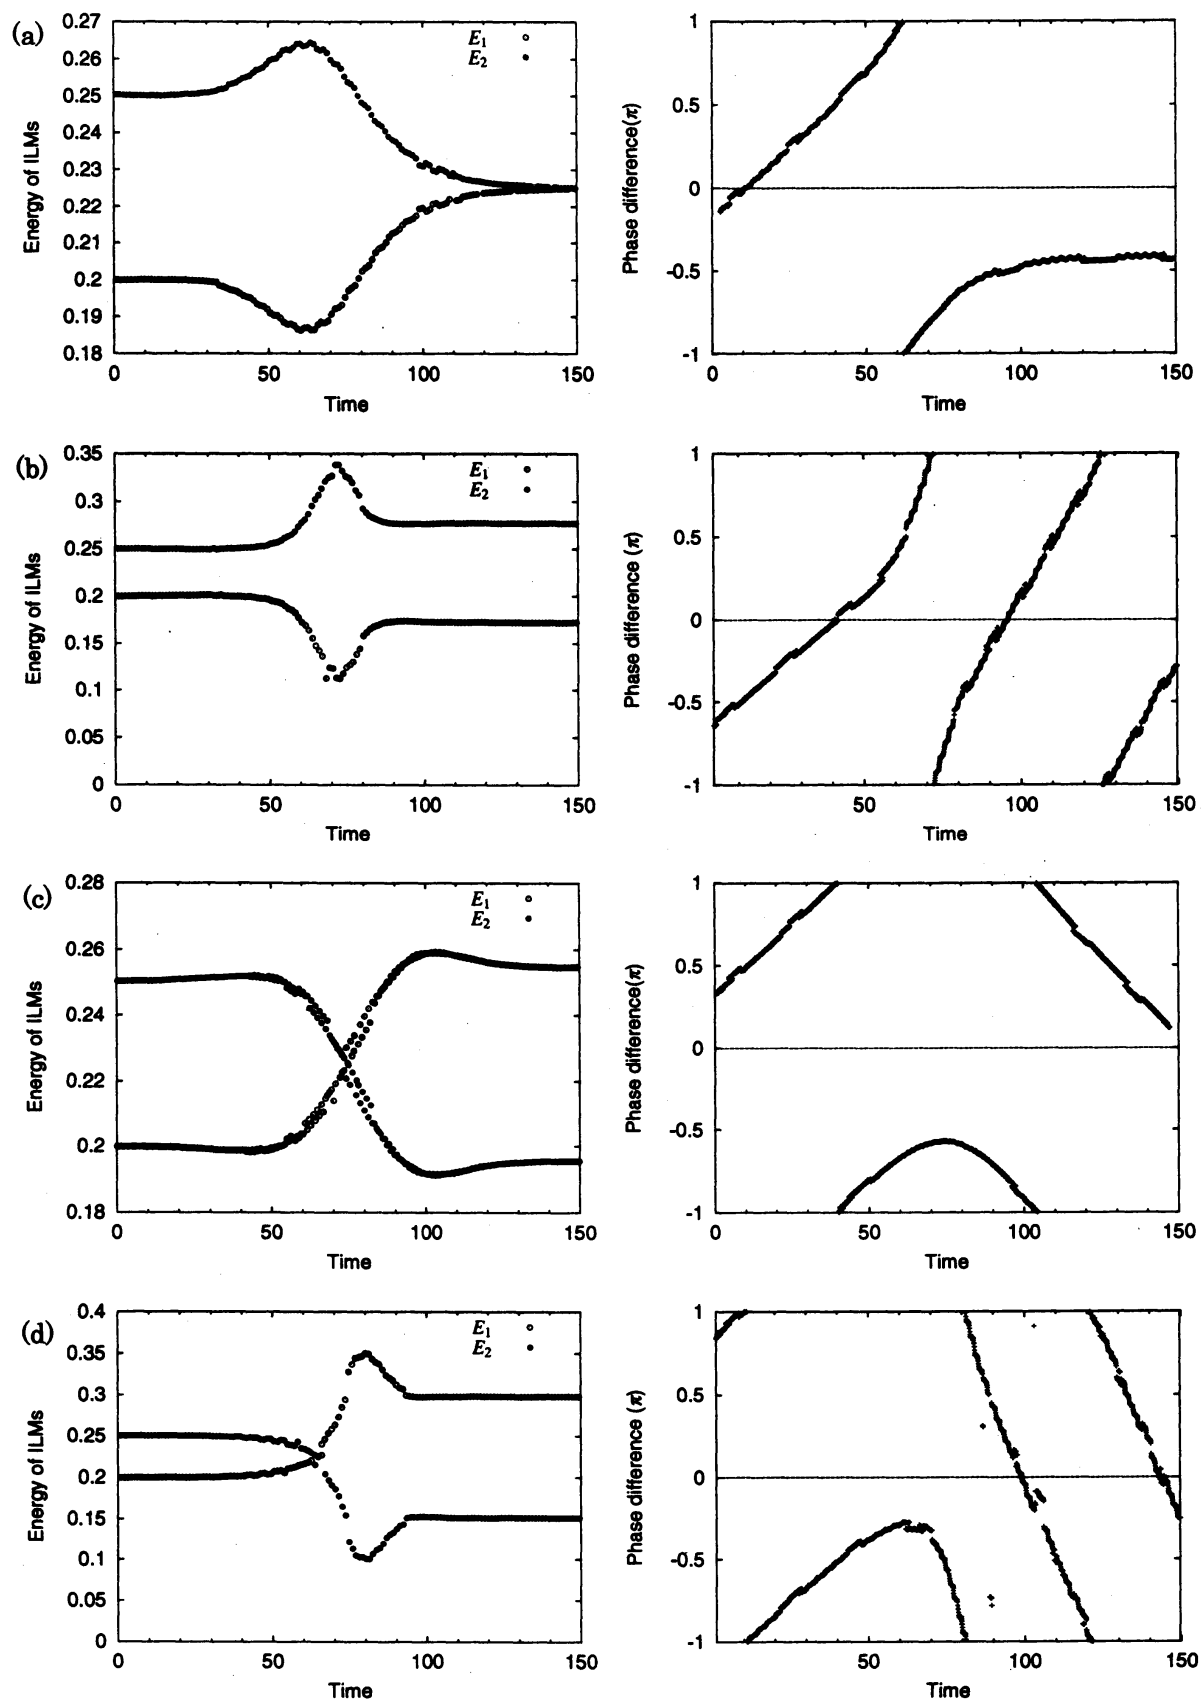 (a)
Energy of ILMs
0.27
0.26
0.25
0.24
0.23
0.22
0.21
0.2
0.19
0.18
E1
E2
0 50 100 150
Time
Phase difference(π)
1
0.5
0
-0.5
-1
0 50 100 150
Time
(b)
Energy of ILMs
0.35
0.3
0.25
0.2
0.15
0.1
0.05
0
E1
E2
0 50 100 150
Time
Phase difference (π)
1
0.5
0
-0.5
-1
0 50 100 150
Time
(c)
Energy of ILMs
0.28
0.26
0.24
0.22
0.2
0.18
E1
E2
0 50 100 150
Time
Phase difference(π)
1
0.5
0
-0.5
-1
0 50 100 150
Time
(d)
Energy of ILMs
0.4
0.35
0.3
0.25
0.2
0.15
0.1
0.05
0
E1
E2
0 50 100 150
Time
Phase difference (π)
1
0.5
0
-0.5
-1
0 50 100 150
Time